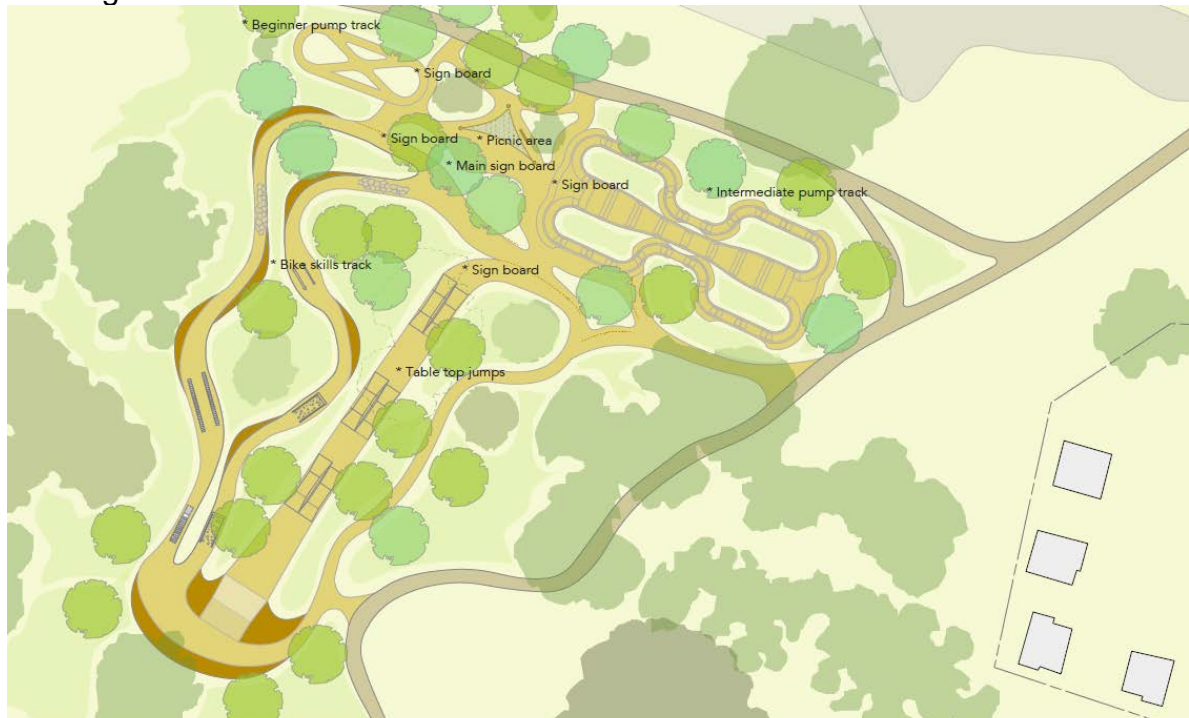 * Beginner pump track
* Sign board
* Sign board
* Picnic area
* Main sign board
* Sign board
* Intermediate pump track
* Bike skills track
* Sign board
* Table top jumps